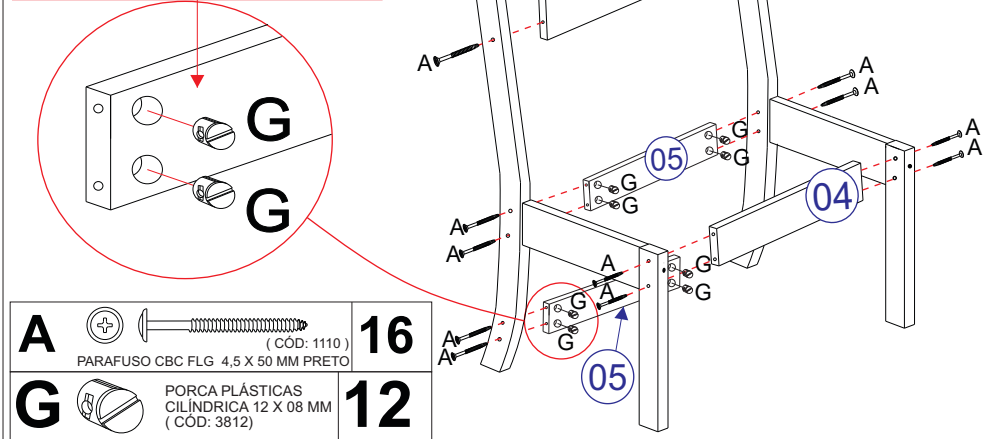 A
A
A
A
A
G
G
05
G
G
G
G
04
A
A
A
A
G
G
G
G
A
A
05
A ( CÓD: 1110 ) 16
PARAFUSO CBC FLG 4,5 X 50 MM PRETO
G PORCA PLÁSTICAS 12
CILÍNDRICA 12 X 08 MM
( CÓD: 3812)